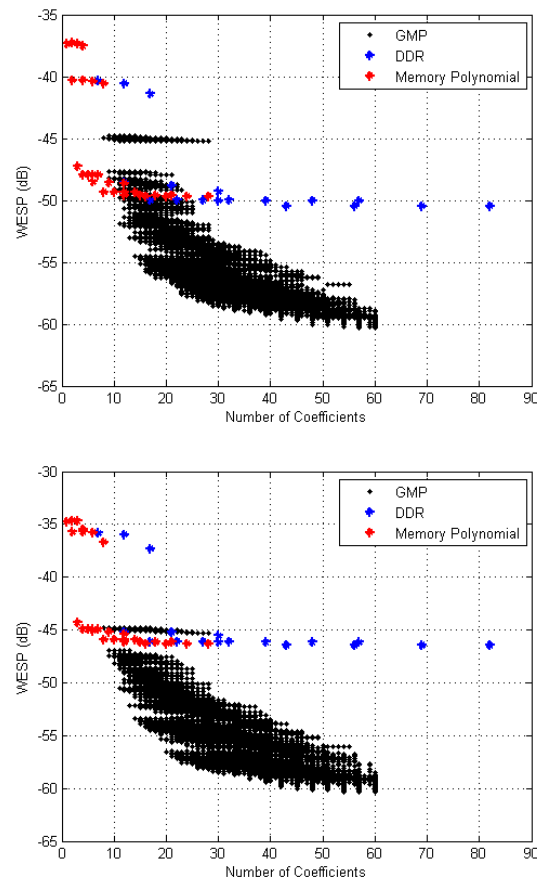 -35
-40
-45
-50
-55
-60
-65
WESP (dB)
0 10 20 30 40 50 60 70 80 90
Number of Coefficients
GMP
DDR
Memory Polynomial
-30
-35
-40
-45
-50
-55
-60
-65
WESP (dB)
0 10 20 30 40 50 60 70 80 90
Number of Coefficients
GMP
DDR
Memory Polynomial